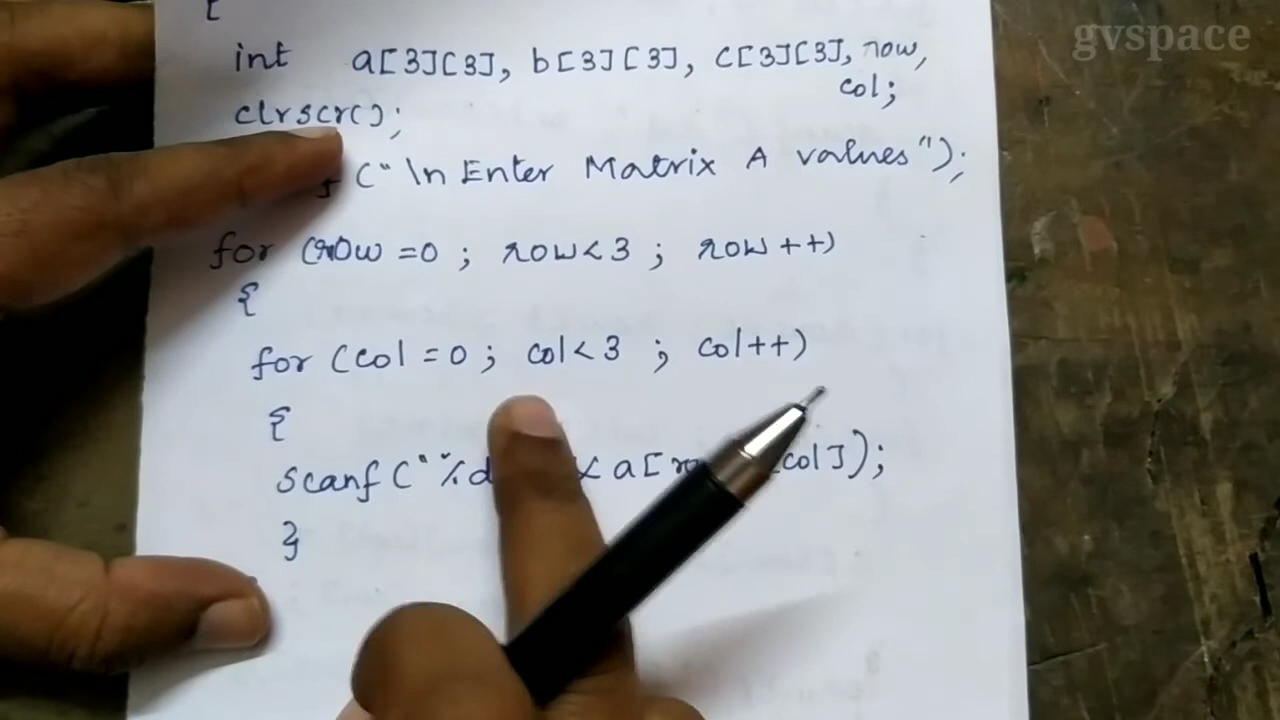 gvspace
{
int a[3][3], b[3][3], c[3][3], row,
col;
clrscr();
("\n Enter Matrix A values");
for (row =0 ; row<3 ; row ++)
{
for (col = 0 ; col<3 ; col++)
{
scanf ("%d a[ col]);
}